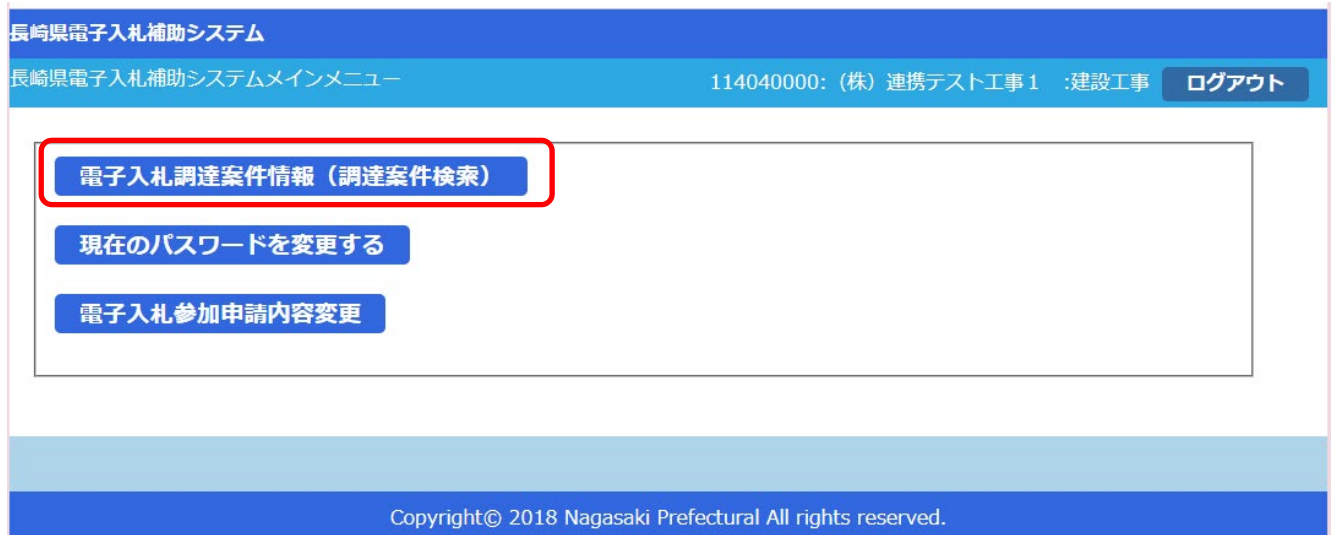 長崎県電子入札補助システム
長崎県電子入札補助システムメインメニュー 114040000:（株）連携テスト工事１ :建設工事 ログアウト
電子入札調達案件情報（調達案件検索）
現在のパスワードを変更する
電子入札参加申請内容変更
Copyright© 2018 Nagasaki Prefectural All rights reserved.